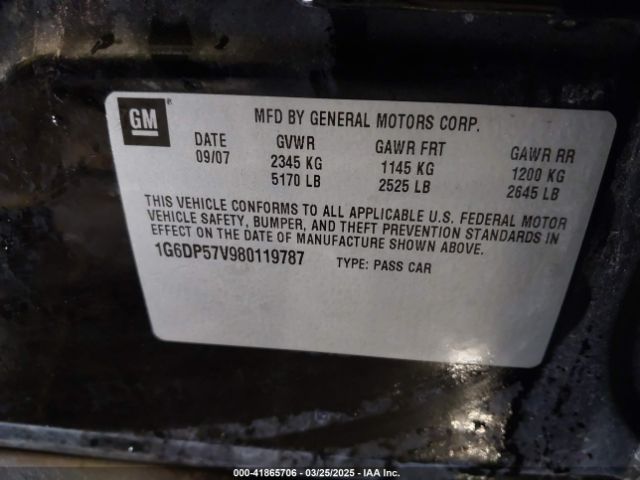 GM ®
MFD BY GENERAL MOTORS CORP.
DATE GVWR GAWR FRT GAWR RR
09/07 2345 KG 1145 KG 1200 KG
5170 LB 2525 LB 2645 LB
THIS VEHICLE CONFORMS TO ALL APPLICABLE U.S. FEDERAL MOTOR
VEHICLE SAFETY, BUMPER, AND THEFT PREVENTION STANDARDS IN
EFFECT ON THE DATE OF MANUFACTURE SHOWN ABOVE.
1G6DP57V980119787 TYPE: PASS CAR
000-41865706 - 03/25/2025 - IAA Inc.